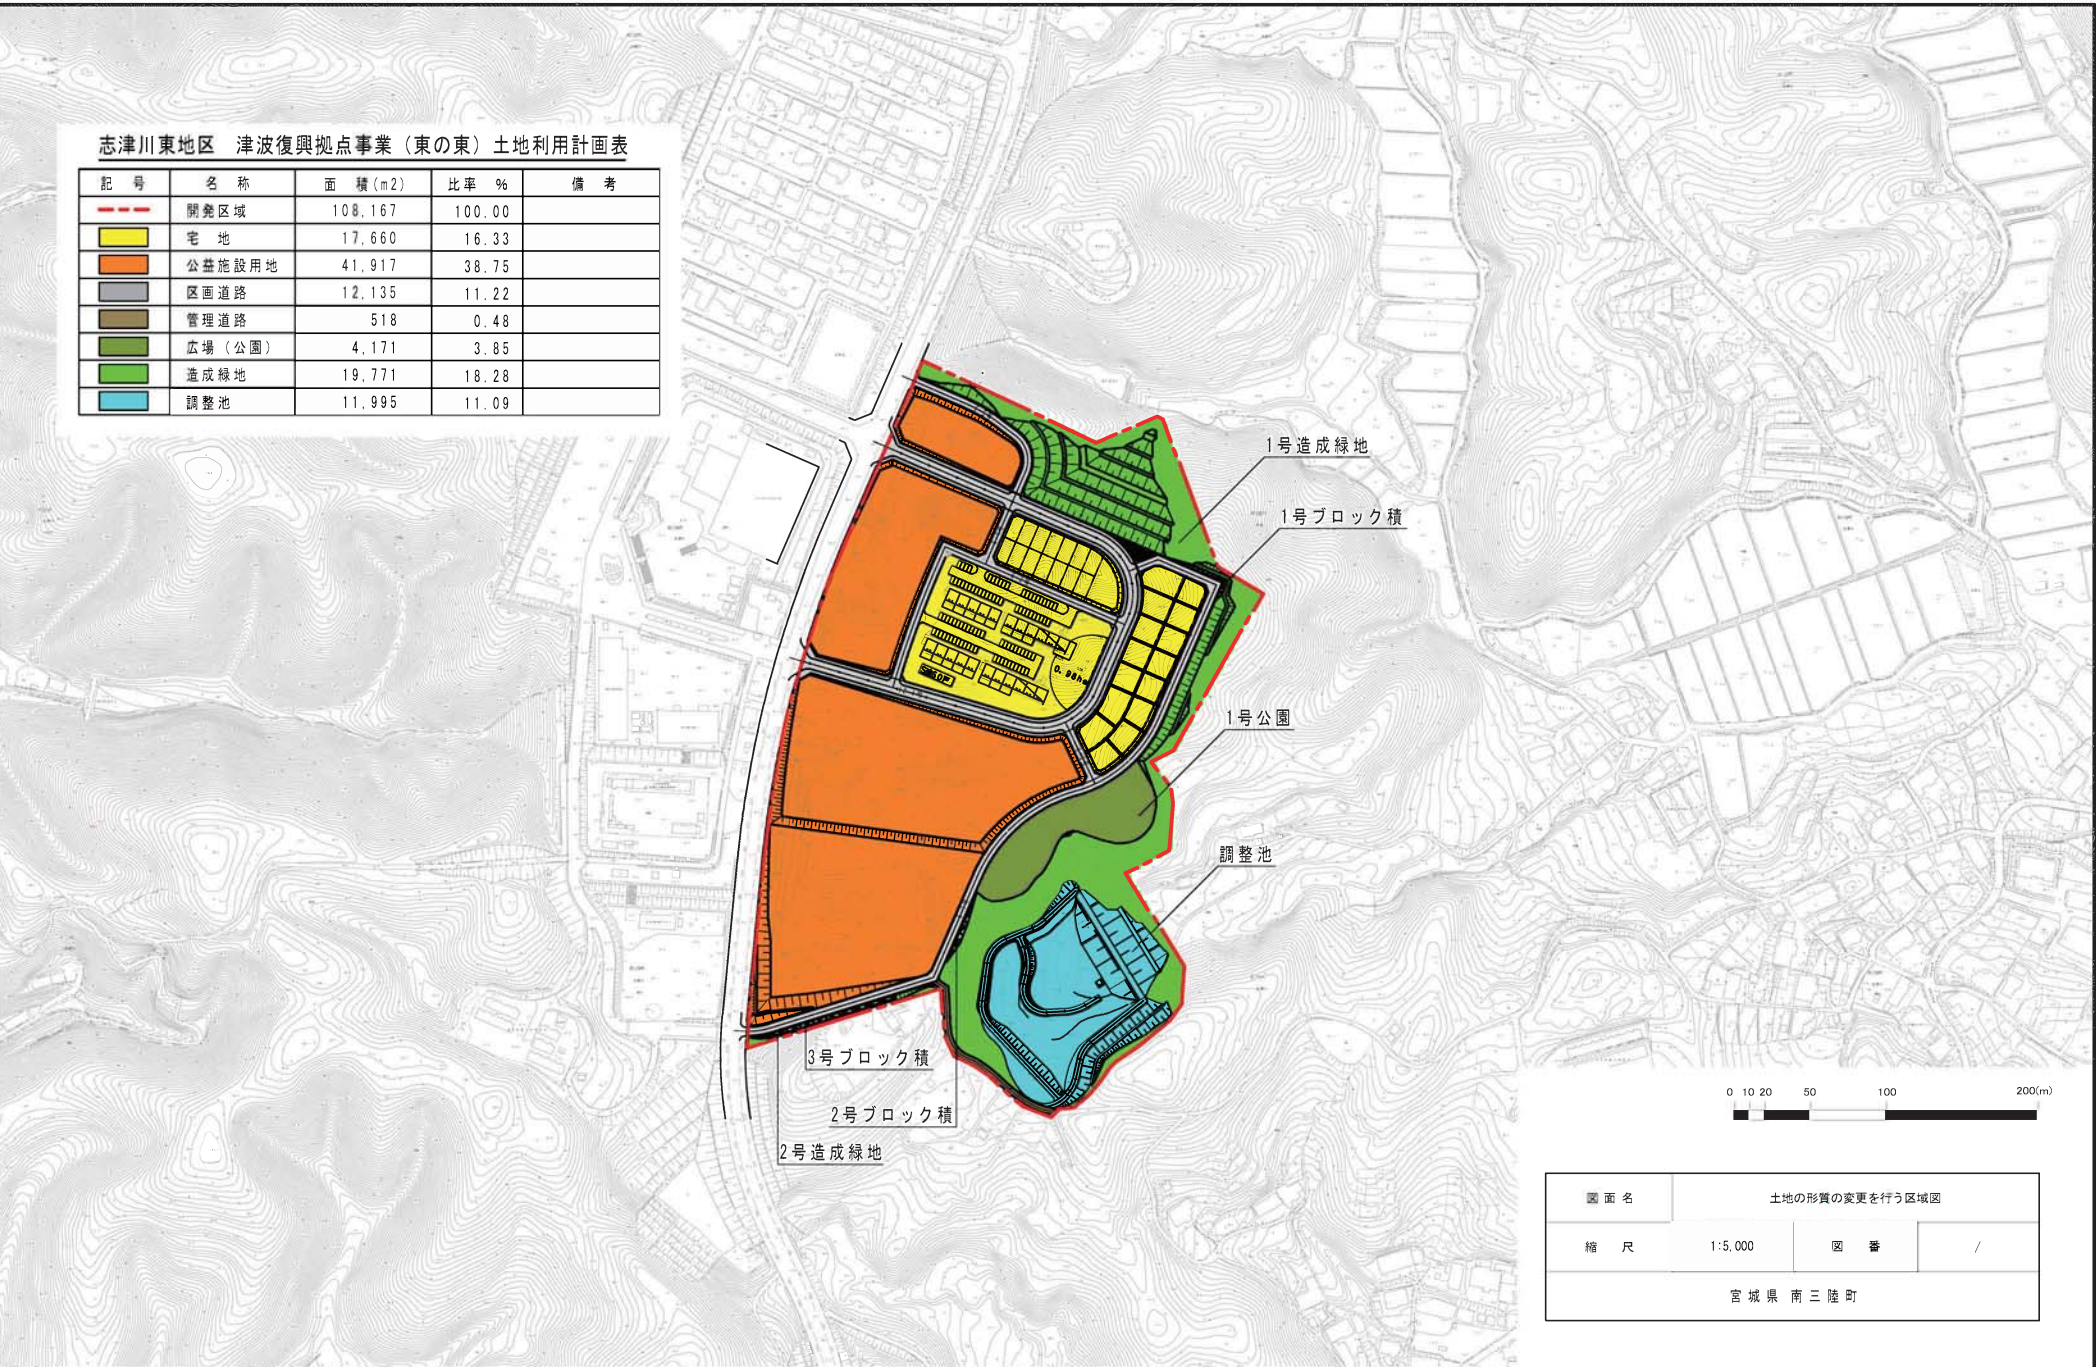 志津川東地区 津波復興拠点事業（東の東）土地利用計画表
記 号 名 称 面 積(m2) 比率 % 備 考
開発区域 108,167 100.00
宅 地 17,660 16.33
公益施設用地 41,917 38.75
区画道路 12,135 11.22
管理道路 518 0.48
広場（公園） 4,171 3.85
造成緑地 19,771 18.28
調整池 11,995 11.09
1号造成緑地
1号ブロック積
0.98ha
1号公園
調整池
3号ブロック積
2号ブロック積
2号造成緑地
0 10 20 50 100 200(m)
図面名 土地の形質の変更を行う区域図
縮 尺 1:5,000 図 番 /
宮城県 南三陸町